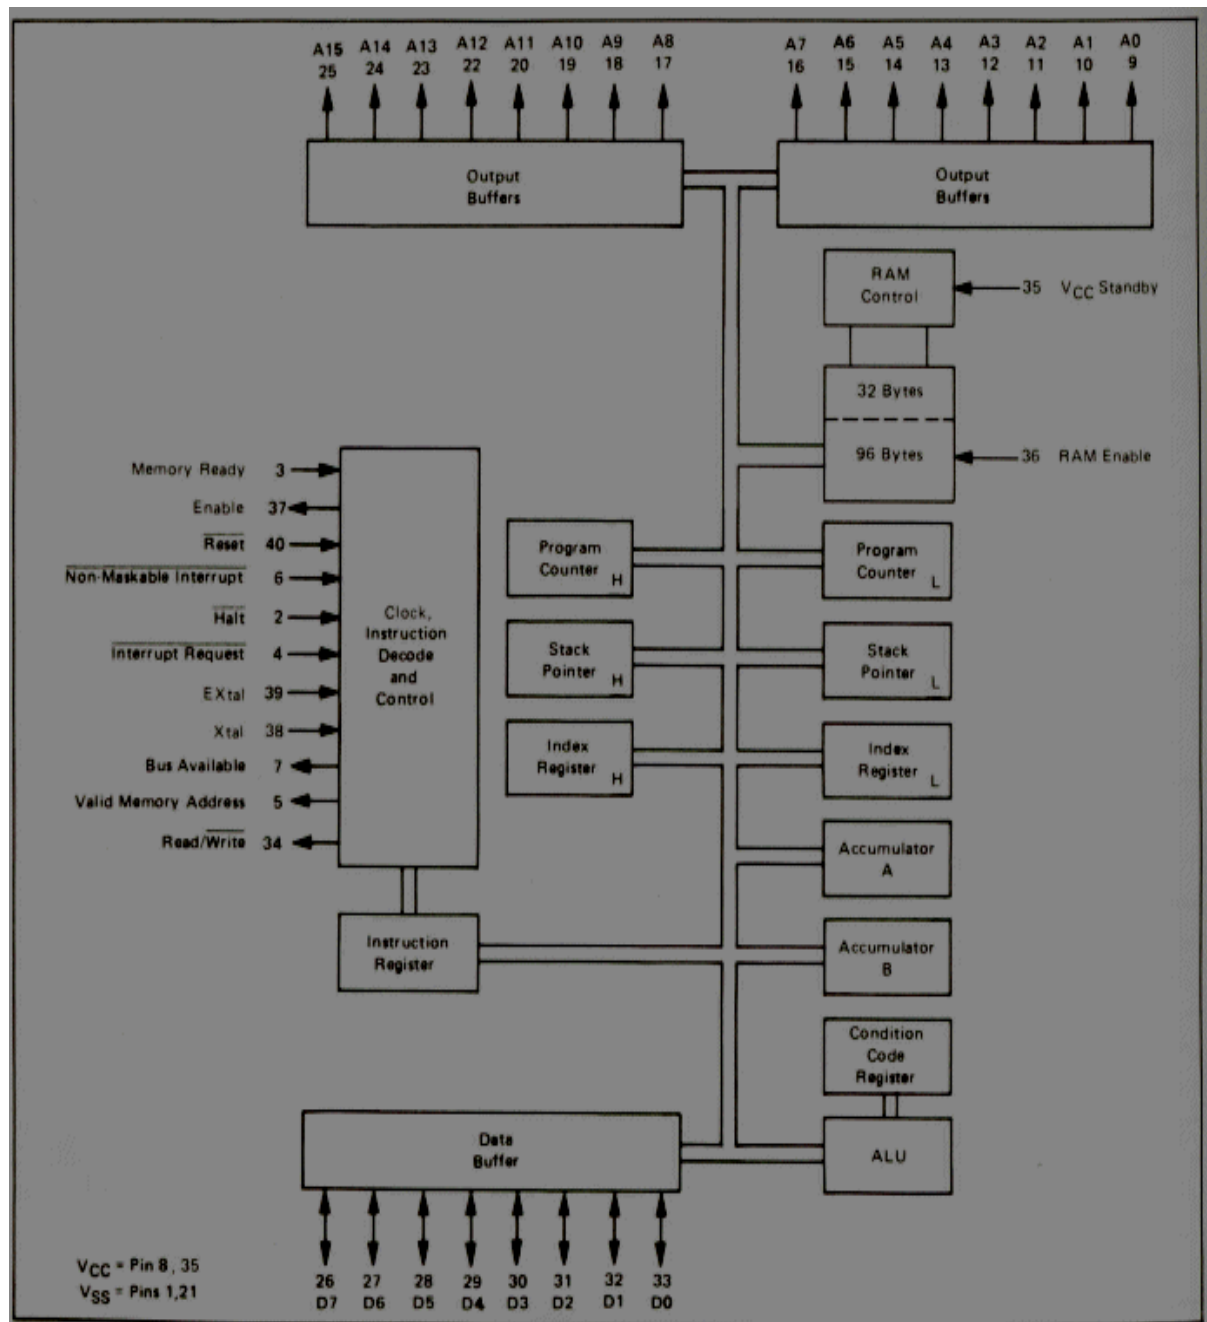 A15 A14 A13 A12 A11 A10 A9 A8 A7 A6 A5 A4 A3 A2 A1 A0
25 24 23 22 20 19 18 17 16 15 14 13 12 11 10 9
Output
Buffers
Output
Buffers
RAM
Control
35 VCC Standby
32 Bytes
96 Bytes
36 RAM Enable
Memory Ready 3
Enable 37
Reset 40
Non-Maskable Interrupt 6
Halt 2
Interrupt Request 4
EXtal 39
Xtal 38
Bus Available 7
Valid Memory Address 5
Read/Write 34
Clock,
Instruction
Decode
and
Control
Program
Counter H
Program
Counter L
Stack
Pointer H
Stack
Pointer L
Index
Register H
Index
Register L
Accumulator
A
Instruction
Register
Accumulator
B
Condition
Code
Register
Data
Buffer
ALU
VCC = Pin 8, 35
VSS = Pins 1,21
26 27 28 29 30 31 32 33
D7 D6 D5 D4 D3 D2 D1 D0